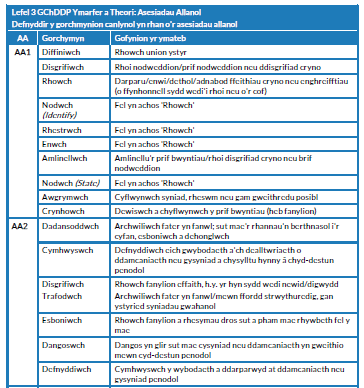 Lefel 3 GChDDP Ymarfer a Theori: Asesiadau Allanol
Defnyddir y gorchmynion canlynol yn rhan o'r asesiadau allanol
AA Gorchymyn Gofyniad yr ymateb
AA1 Diffiniwch Rhowch union ystyr
Disgrifiwch Rhoi nodweddion/prif nodweddion neu ddisgrifiad cryno
Rhowch Darparu/enwi/dethol/adnabod ffeithiau cryno neu enghreifftiau
(o ffynhonnell sydd wedi'i rhoi neu o'r cof)
Nodwch Fel yn achos 'Rhowch'
(Identify)
Rhestrwch Fel yn achos 'Rhowch'
Enwch Fel yn achos 'Rhowch'
Amlinellwch Amlinellu'r prif bwyntiau/rhoi disgrifiad cryno neu brif
nodweddion
Nodwch (State) Fel yn achos 'Rhowch'
Awgrymwch Cyflwynwch syniad, rheswm neu gam gweithredu posibl
Crynhowch Dewiswch a chyflwynwch y prif bwyntiau (heb fanylion)
AA2 Dadansoddwch Archwiliwch fater yn fanwl; sut mae'r rhannau'n berthnasol i'r
cyfan, esboniwch a dehonglwch
Cymhwyswch Defnyddiwch eich gwybodaeth a'ch dealltwriaeth o
ddamcaniaeth neu gysyniad a chysylltu hynny â chyd-destun
penodol
Disgrifiwch Rhowch fanylion effaith, h.y. yr hyn sydd wedi newid/digwydd
Trafodwch Archwiliwch fater yn fanwl/mewn ffordd strwythuredig, gan
ystyried syniadau gwahanol
Esboniwch Rhowch fanylion a rhesymau dros sut a pham mae rhywbeth fel y
mae
Dangoswch Dangos yn glir sut mae cysyniad neu ddamcaniaeth yn gweithio
mewn cyd-destun penodol
Defnyddiwch Cymhwyswch y wybodaeth a ddarparwyd at ddamcaniaeth neu
gysyniad penodol